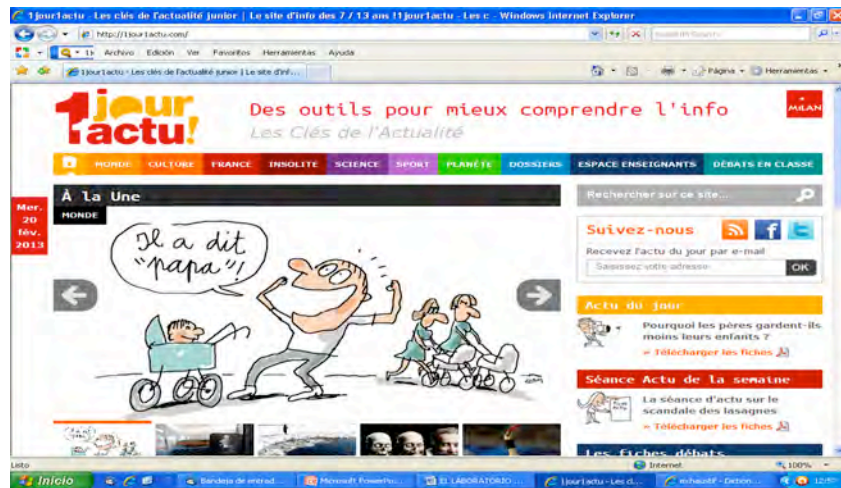 1jour1actu - Les clés de l'actualité junior | Le site d'info des 7 / 13 ans !1jour1actu - Les c - Windows Internet Explorer
http://1jour1actu.com/
Archivo Edición Ver Favoritos Herramientas Ayuda
1jour1actu - Les clés de l'actualité junior | Le site d'inf...
Página
Herramientas
1jour
1actu!
Des outils pour mieux comprendre l'info
Les Clés de l'Actualité
MiLAN
MONDE CULTURE FRANCE INSOLITE SCIENCE SPORT PLANÈTE DOSSIERS ESPACE ENSEIGNANTS DÉBATS EN CLASSE
Mer.
20
fév.
2013
À la Une
MONDE
Il a dit
"papa"!
Rechercher sur ce site...
Suivez-nous
Recevez l'actu du jour par e-mail
Saisissez votre adresse
OK
Actu du jour
Pourquoi les pères gardent-ils
moins leurs enfants ?
» Télécharger les fiches
Séance Actu de la semaine
La séance d'actu sur le
scandale des lasagnes
» Télécharger les fiches
Les fiches débats
Listo
Internet
100%
Inicio
Bandeja de entrad...
Microsoft PowerPo...
EL LABORATORIO ...
1jour1actu - Les cl...